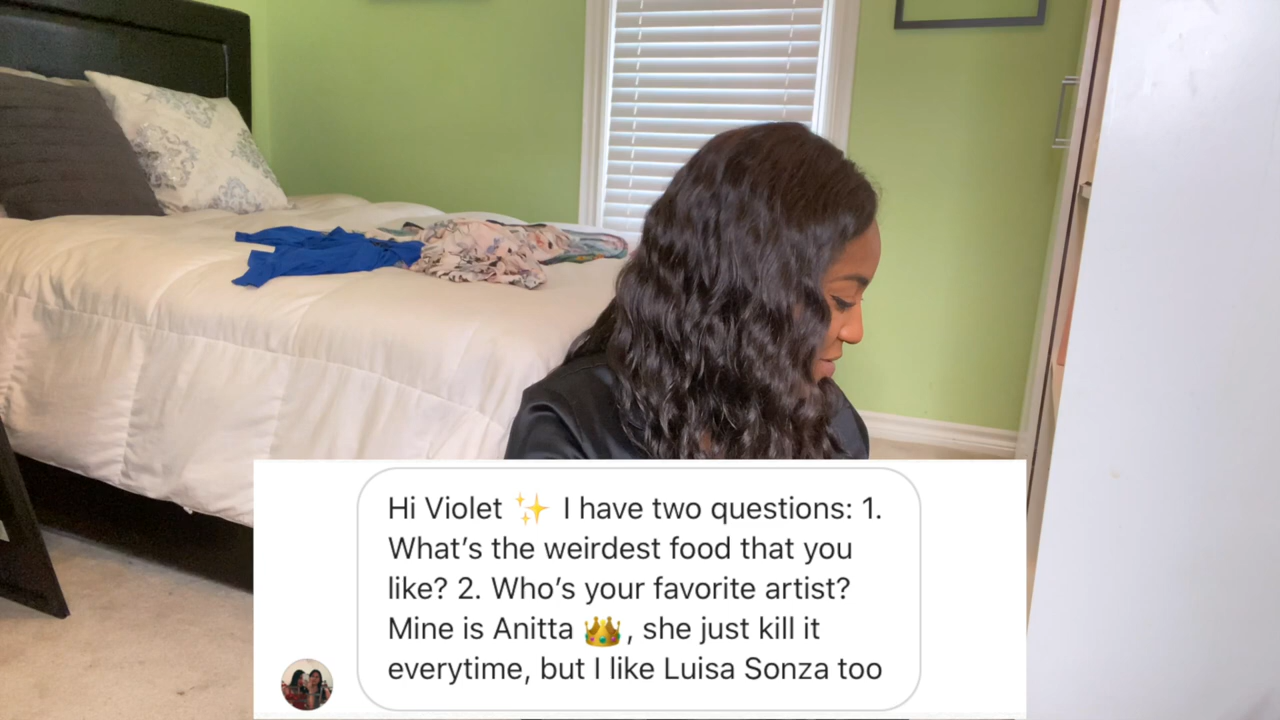 Hi Violet ✨ I have two questions: 1.
What’s the weirdest food that you
like? 2. Who’s your favorite artist?
Mine is Anitta 👑, she just kill it
everytime, but I like Luisa Sonza too